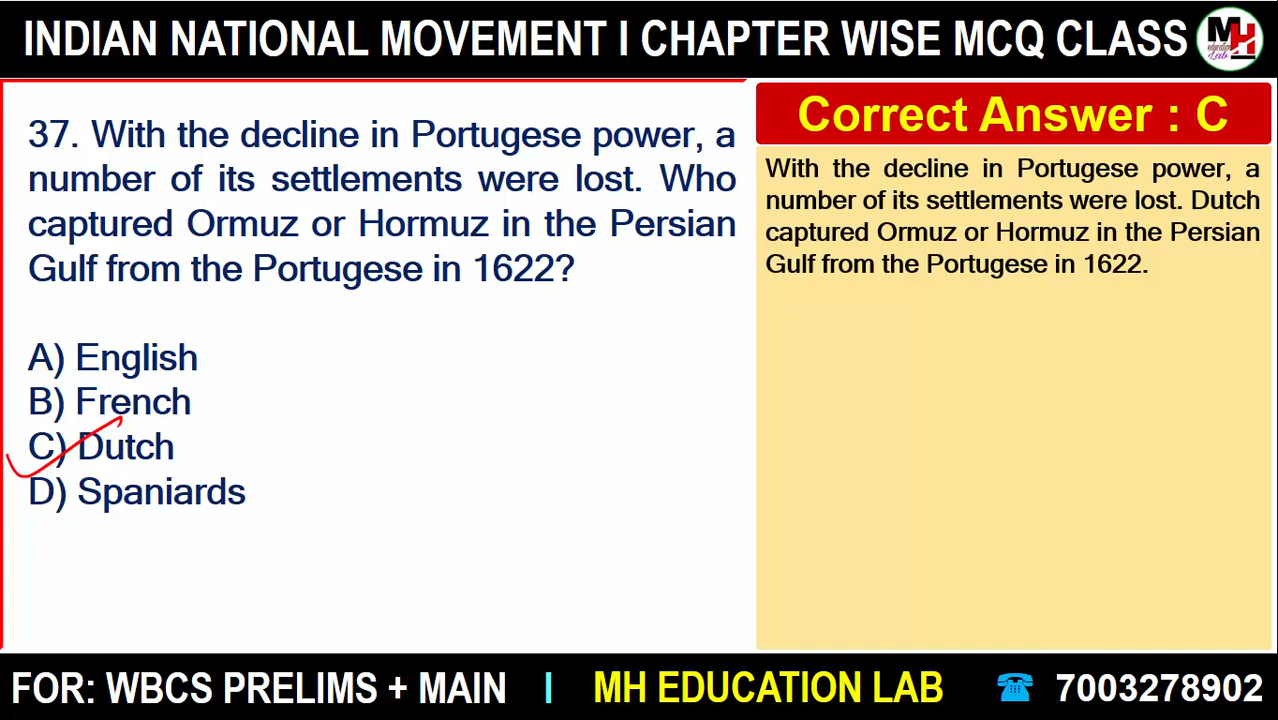 INDIAN NATIONAL MOVEMENT I CHAPTER WISE MCQ CLASS
MH
education
Lab
37. With the decline in Portugese power, a
number of its settlements were lost. Who
captured Ormuz or Hormuz in the Persian
Gulf from the Portugese in 1622?
A) English
B) French
C) Dutch
D) Spaniards
Correct Answer : C
With the decline in Portugese power, a
number of its settlements were lost. Dutch
captured Ormuz or Hormuz in the Persian
Gulf from the Portugese in 1622.
FOR: WBCS PRELIMS + MAIN I MH EDUCATION LAB ☎ 7003278902